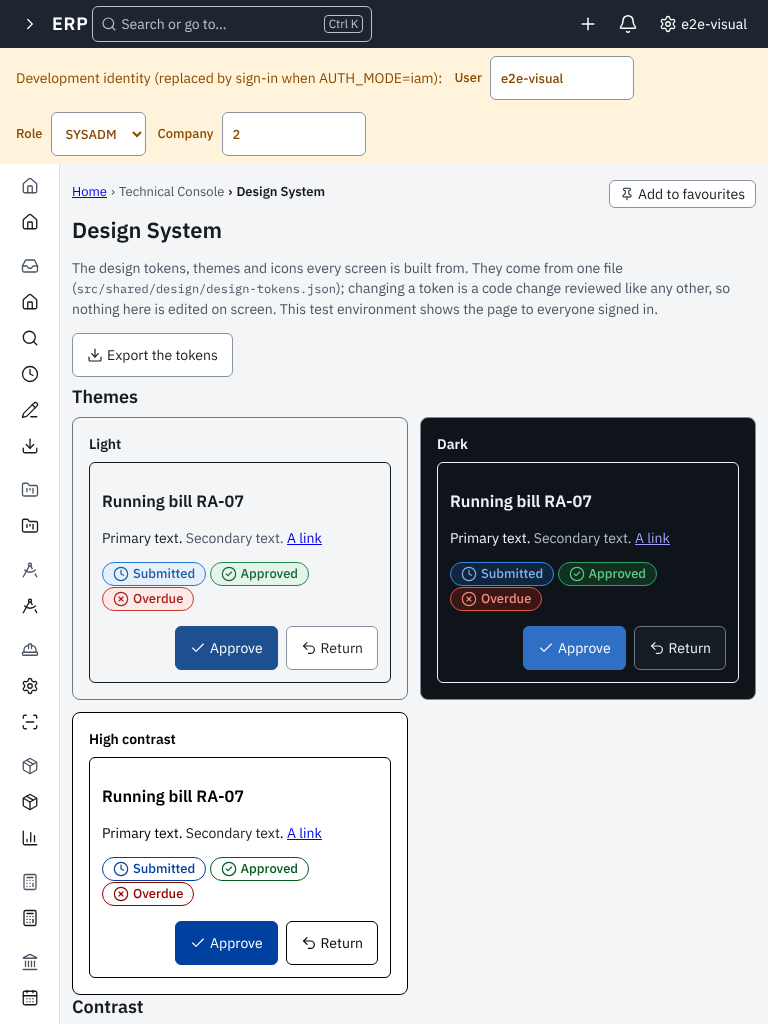 ERP
Search or go to...
Ctrl K
e2e-visual
Development identity (replaced by sign-in when AUTH_MODE=iam):
User
e2e-visual
Role
SYSADM
Company
2
Home › Technical Console › Design System
Add to favourites
Design System
The design tokens, themes and icons every screen is built from. They come from one file
(src/shared/design/design-tokens.json); changing a token is a code change reviewed like any other, so
nothing here is edited on screen. This test environment shows the page to everyone signed in.
Export the tokens
Themes
Light
Running bill RA-07
Primary text. Secondary text. A link
Submitted
Approved
Overdue
Approve
Return
Dark
Running bill RA-07
Primary text. Secondary text. A link
Submitted
Approved
Overdue
Approve
Return
High contrast
Running bill RA-07
Primary text. Secondary text. A link
Submitted
Approved
Overdue
Approve
Return
Contrast